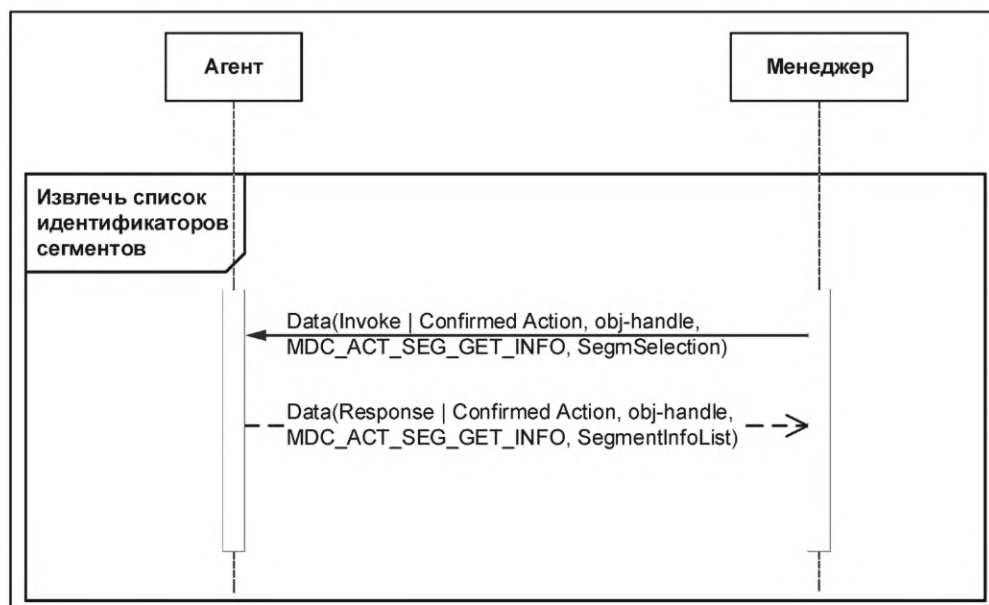 Агент
Менеджер
Извлечь список
идентификаторов
сегментов
Data(Invoke | Confirmed Action, obj-handle,
MDC_ACT_SEG_GET_INFO, SegmSelection)
Data(Response | Confirmed Action, obj-handle,
MDC_ACT_SEG_GET_INFO, SegmentInfoList)